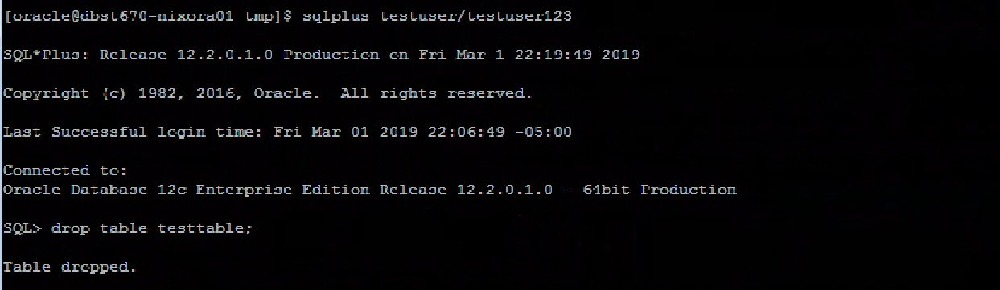 [oracle@dbst670-nixora01 tmp]$ sqlplus testuser/testuser123
SQL*Plus: Release 12.2.0.1.0 Production on Fri Mar 1 22:19:49 2019
Copyright (c) 1982, 2016, Oracle.  All rights reserved.
Last Successful login time: Fri Mar 01 2019 22:06:49 -05:00
Connected to:
Oracle Database 12c Enterprise Edition Release 12.2.0.1.0 - 64bit Production
SQL> drop table testtable;
Table dropped.